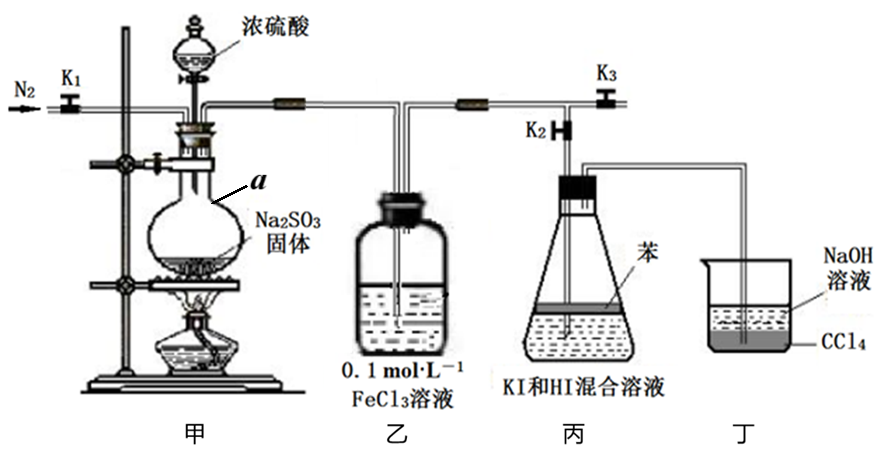 浓硫酸
N₂
K₁
K₃
K₂
a
Na₂SO₃
固体
苯
NaOH
溶液
CCl₄
0.1 mol·L⁻¹
FeCl₃溶液
KI和HI混合溶液
甲
乙
丙
丁